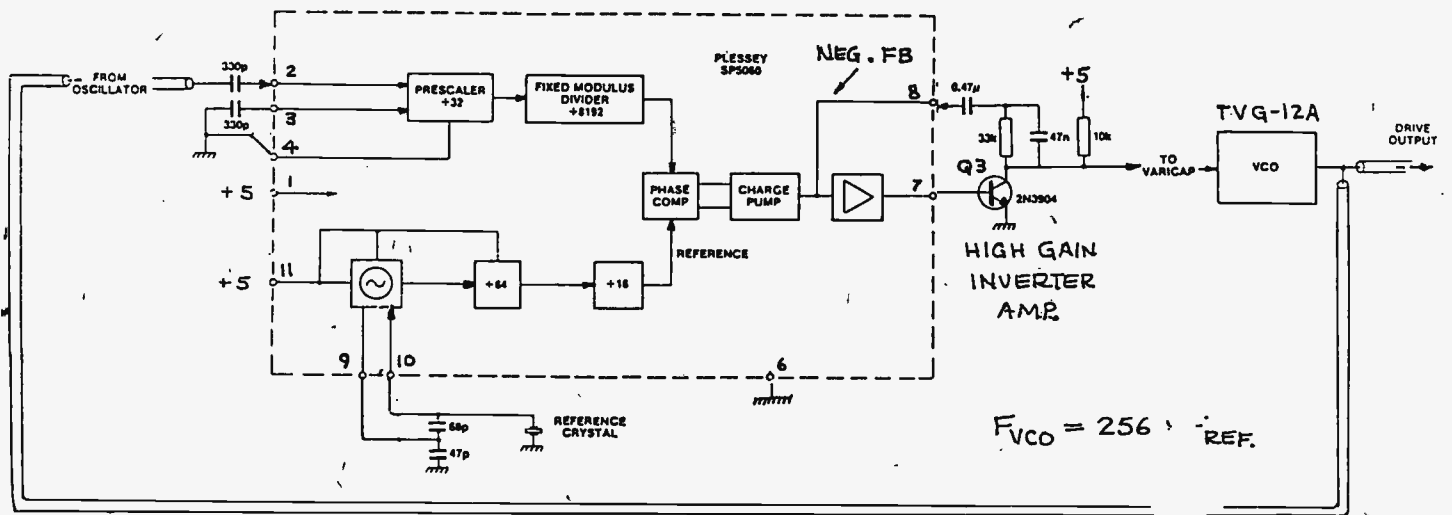 FROM
OSCILLATOR
330p
2
330p
3
4
+5
1
+5
11
PRESCALER
÷32
FIXED MODULUS
DIVIDER
÷8192
PLESSEY
SP5060
NEG. FB
8
0.47µ
33k
47n
+5
10k
TVG-12A
VCO
DRIVE
OUTPUT
TO
VARICAP
PHASE
COMP
CHARGE
PUMP
7
Q3
2N3904
HIGH GAIN
INVERTER
AMP.
REFERENCE
÷64
÷16
9
10
6
68p
47p
REFERENCE
CRYSTAL
FVCO = 256
REF.